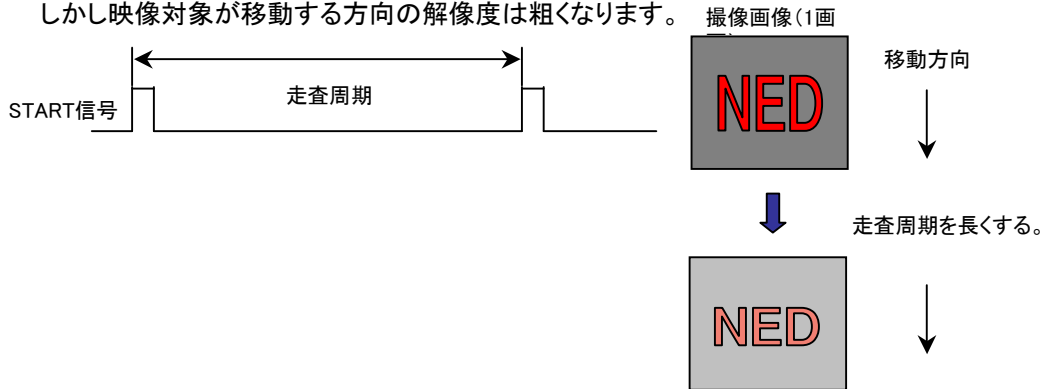 しかし映像対象が移動する方向の解像度は粗くなります。
撮像画像(1画
移動方向
走査周期
START信号
NED
走査周期を長くする。
NED